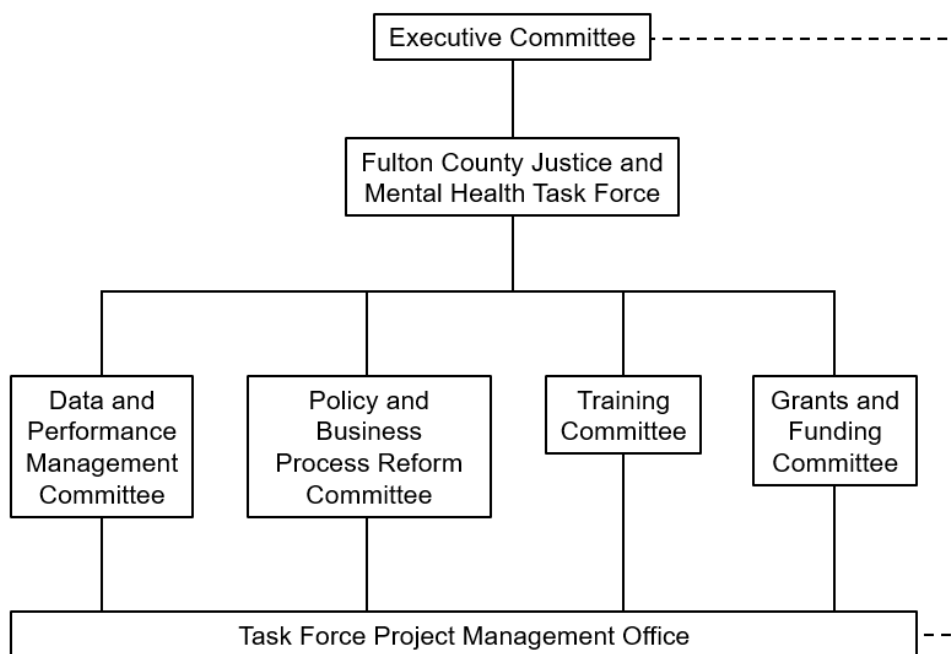 Executive Committee
Fulton County Justice and
Mental Health Task Force
Data and
Performance
Management
Committee
Policy and
Business
Process Reform
Committee
Training
Committee
Grants and
Funding
Committee
Task Force Project Management Office